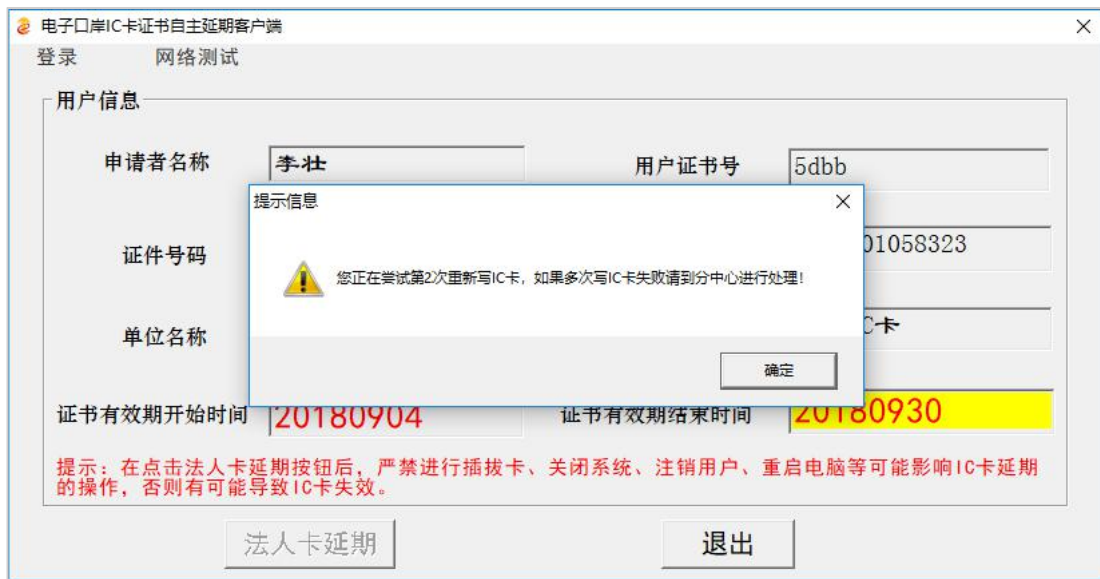 电子口岸IC卡证书自主延期客户端
登录 网络测试
用户信息
申请者名称 李壮 用户证书号 5dbb
提示信息
证件号码 01058323
您正在尝试第2次重新写IC卡，如果多次写IC卡失败请到分中心进行处理！
单位名称 C卡
确定
证书有效期开始时间 20180904 证书有效期结束时间 20180930
提示：在点击法人卡延期按钮后，严禁进行插拔卡、关闭系统、注销用户、重启电脑等可能影响IC卡延期
的操作，否则有可能导致IC卡失效。
法人卡延期 退出